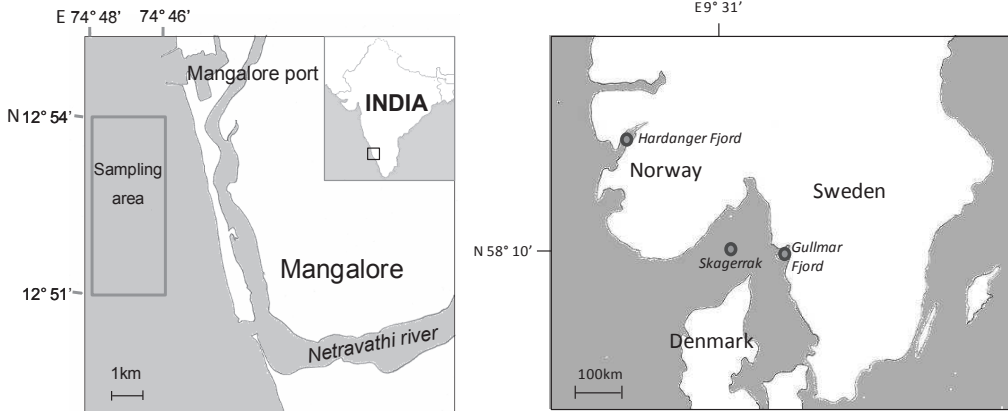 E 74° 48’ 74° 46’
Mangalore port
INDIA
N 12° 54’
Sampling
area
Mangalore
12° 51’
Netravathi river
1km
E9° 31’
Hardanger Fjord
Norway
Sweden
N 58° 10’
Skagerrak
Gullmar
Fjord
Denmark
100km